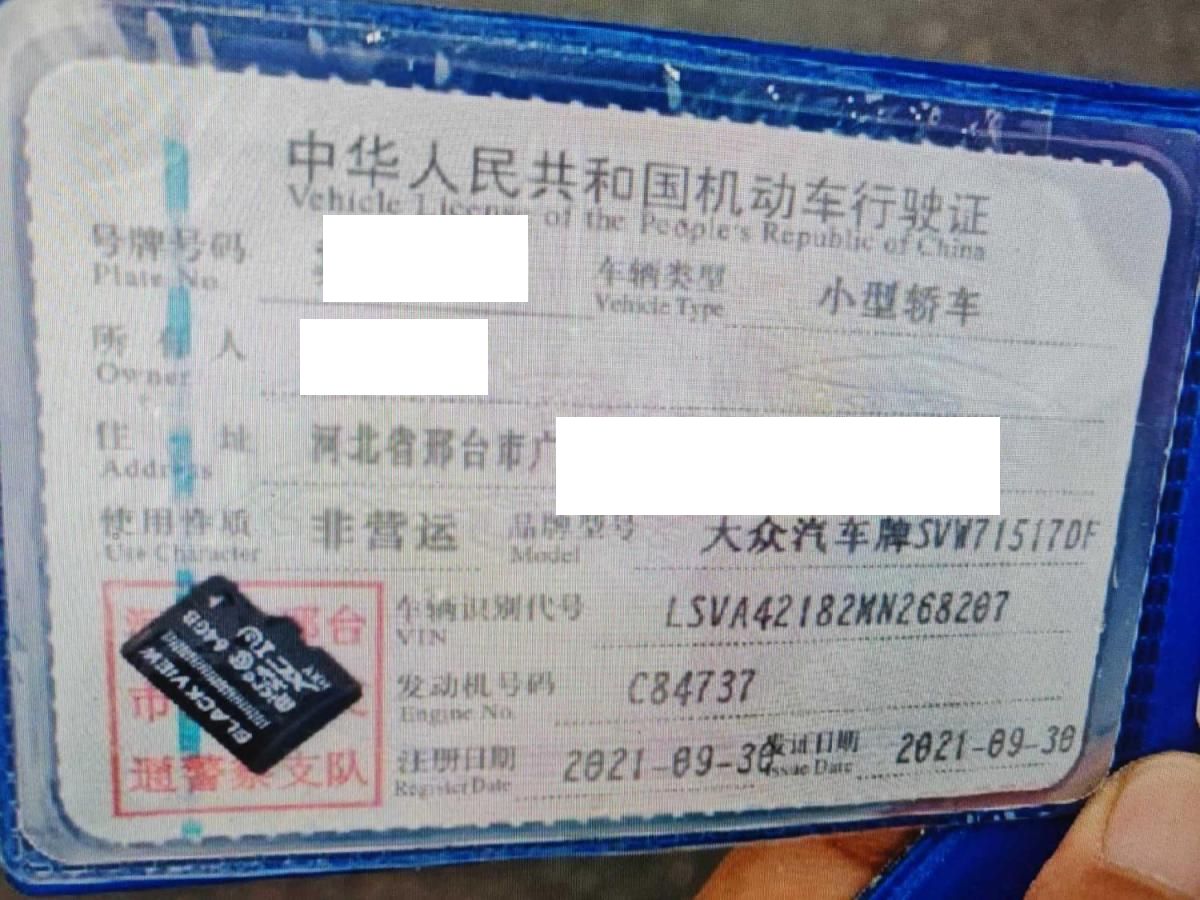 中华人民共和国机动车行驶证
Vehicle License of the People's Republic of China
号牌号码
Plate No.
车辆类型 小型轿车
Vehicle Type
所有人
Owner
住址 河北省邢台市广
Address
使用性质 非营运 品牌型号 大众汽车牌SVW71517DF
Use Character Model
车辆识别代号 LSVA42182MN268207
VIN
发动机号码 C84737
Engine No.
注册日期 2021-09-30 发证日期 2021-09-30
Register Date Issue Date
邢台
市
通警察支队
BLACK VIEW
micro
64GB